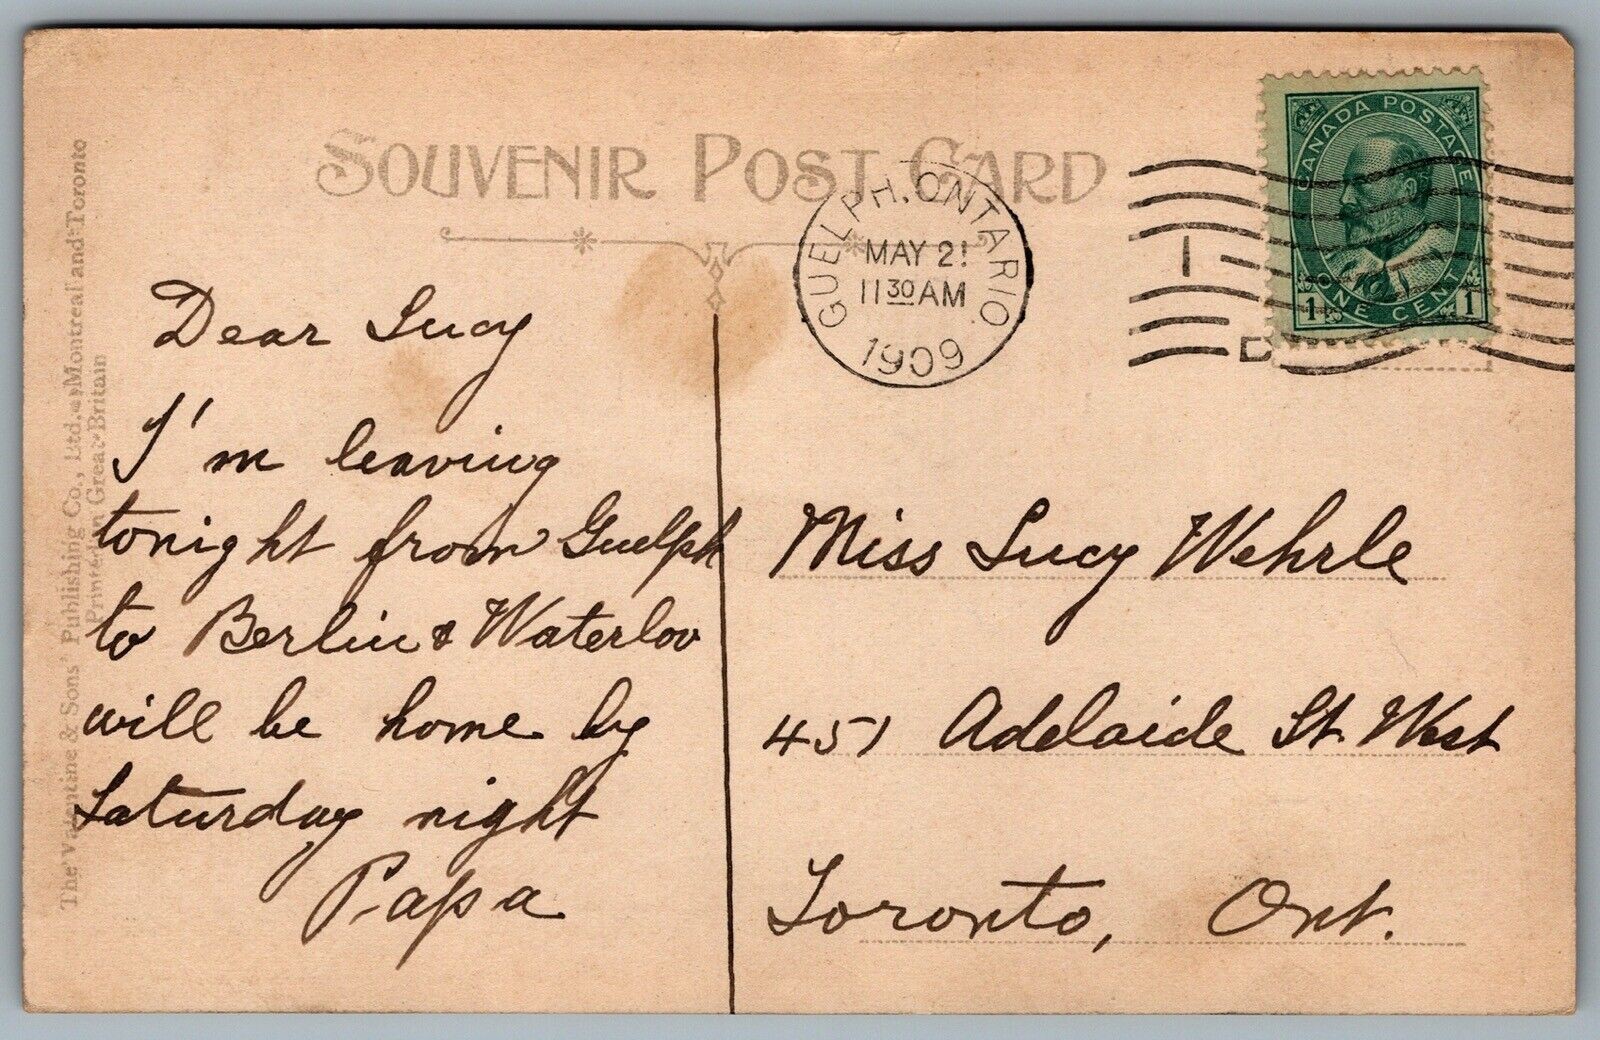 SOUVENIR POST CARD
GUELPH, ONTARIO
MAY 21
11 30 AM
1909
CANADA POSTAGE
1 ONE CENT 1
I
D
Dear Lucy
I'm leaving
tonight from Guelph
to Berlin & Waterloo
will be home by
Saturday night
Papa
Miss Lucy Wehrle
451 Adelaide St. West
Toronto, Ont.
The Valentine & Sons' Publishing Co., Ltd. Montreal and Toronto
Printed in Great Britain